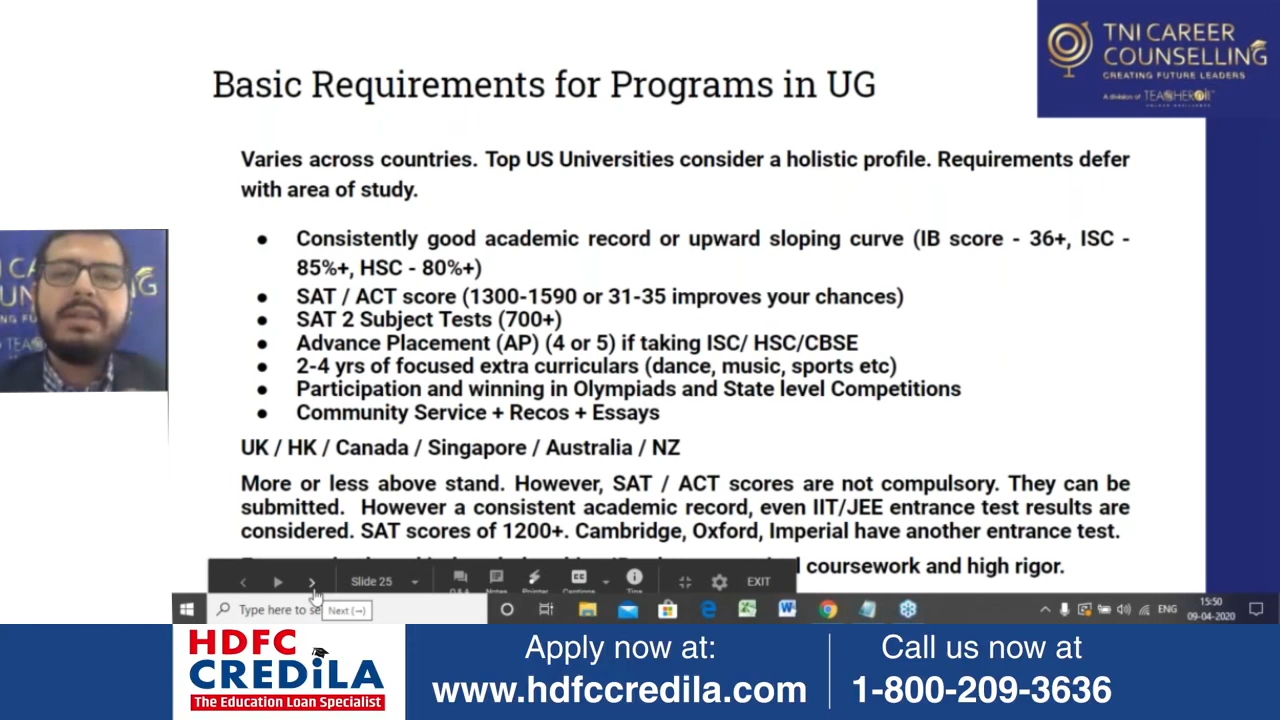 TNI CAREER
COUNSELLING
CREATING FUTURE LEADERS
A division of
Basic Requirements for Programs in UG
Varies across countries. Top US Universities consider a holistic profile. Requirements defer
with area of study.
● Consistently good academic record or upward sloping curve (IB score - 36+, ISC -
85%+, HSC - 80%+)
● SAT / ACT score (1300-1590 or 31-35 improves your chances)
● SAT 2 Subject Tests (700+)
● Advance Placement (AP) (4 or 5) if taking ISC/ HSC/CBSE
● 2-4 yrs of focused extra curriculars (dance, music, sports etc)
● Participation and winning in Olympiads and State level Competitions
● Community Service + Recos + Essays
UK / HK / Canada / Singapore / Australia / NZ
More or less above stand. However, SAT / ACT scores are not compulsory. They can be
submitted. However a consistent academic record, even IIT/JEE entrance test results are
considered. SAT scores of 1200+. Cambridge, Oxford, Imperial have another entrance test.
coursework and high rigor.
Slide 25
EXIT
Type here to se
Next (→)
ENG
15:50
09-04-2020
HDFC
CREDiLA
The Education Loan Specialist
Apply now at:
www.hdfccredila.com
Call us now at
1-800-209-3636